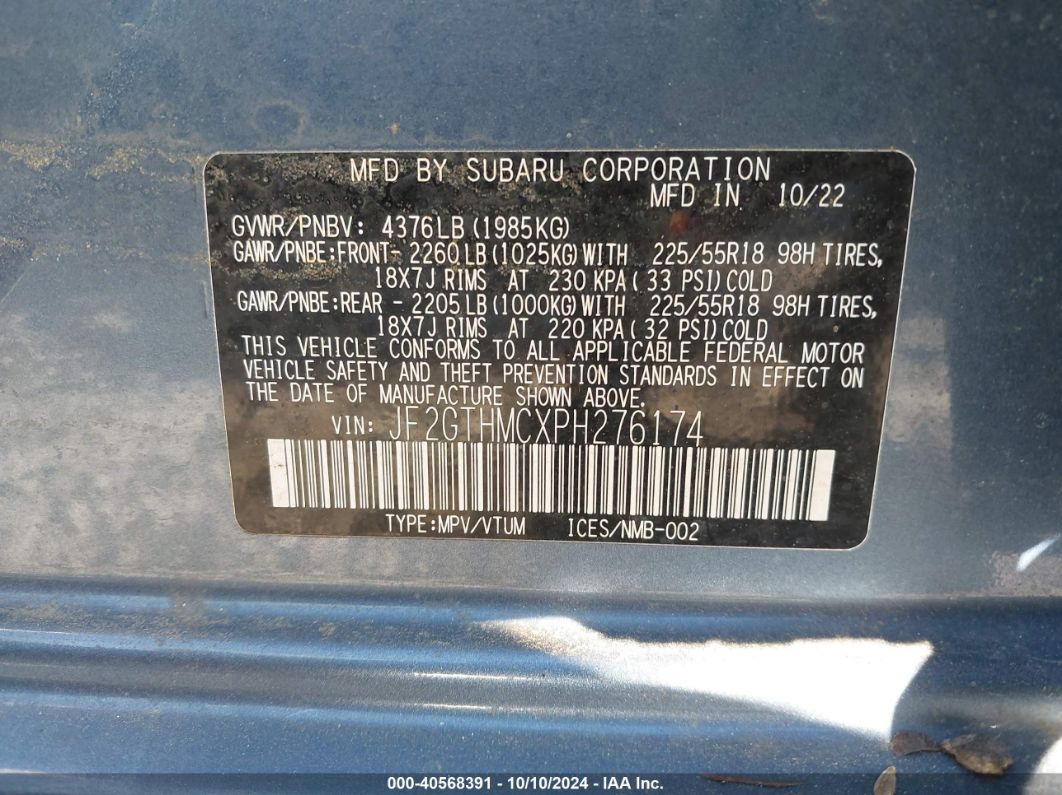 MFD BY SUBARU CORPORATION
MFD IN 10/22
GVWR/PNBV: 4376LB (1985KG)
GAWR/PNBE:FRONT- 2260LB (1025KG) WITH 225/55R18 98H TIRES,
18X7J RIMS AT 230 KPA ( 33 PSI) COLD
GAWR/PNBE:REAR - 2205LB (1000KG) WITH 225/55R18 98H TIRES,
18X7J RIMS AT 220 KPA ( 32 PSI) COLD
THIS VEHICLE CONFORMS TO ALL APPLICABLE FEDERAL MOTOR
VEHICLE SAFETY AND THEFT PREVENTION STANDARDS IN EFFECT ON
THE DATE OF MANUFACTURE SHOWN ABOVE.
VIN: JF2GTHMCXPH276174
TYPE:MPV/VTUM ICES/NMB-002
000-40568391 - 10/10/2024 - IAA Inc.